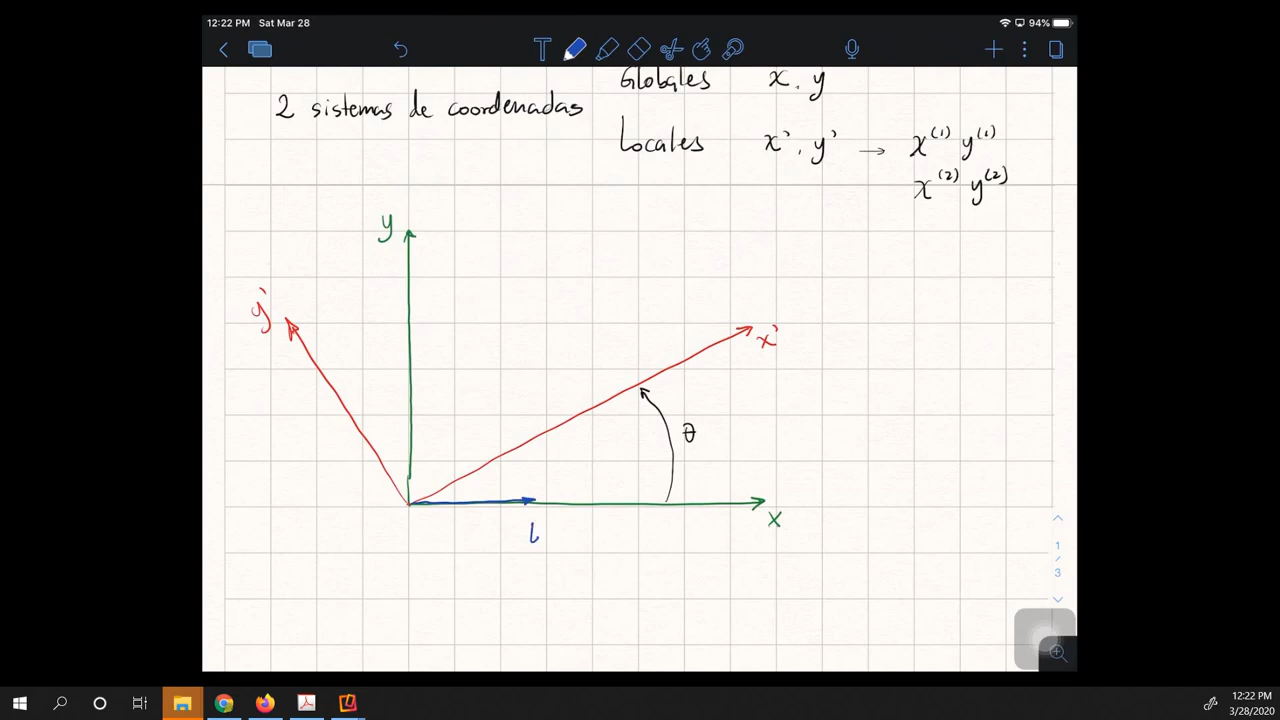 12:22 PM Sat Mar 28
94%
T
Globales x, y
2 sistemas de coordenadas
Locales x', y' → x⁽¹⁾ y⁽¹⁾
x⁽²⁾ y⁽²⁾
y
y'
x'
θ
x
1
/
3
12:22 PM
3/28/2020